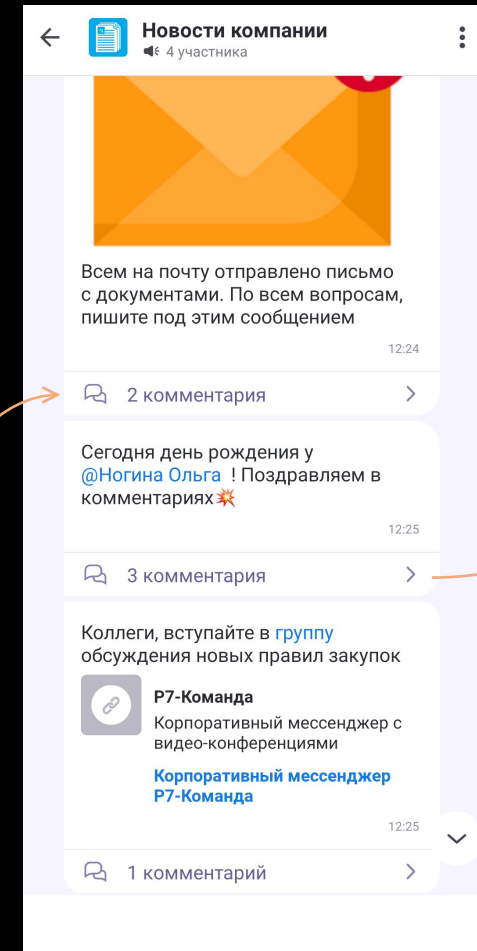 Новости компании
4 участника
Всем на почту отправлено письмо
с документами. По всем вопросам,
пишите под этим сообщением
12:24
2 комментария
Сегодня день рождения у
@Ногина Ольга ! Поздравляем в
комментариях💥
12:25
3 комментария
Коллеги, вступайте в группу
обсуждения новых правил закупок
Р7-Команда
Корпоративный мессенджер с
видео-конференциями
Корпоративный мессенджер
Р7-Команда
12:25
1 комментарий